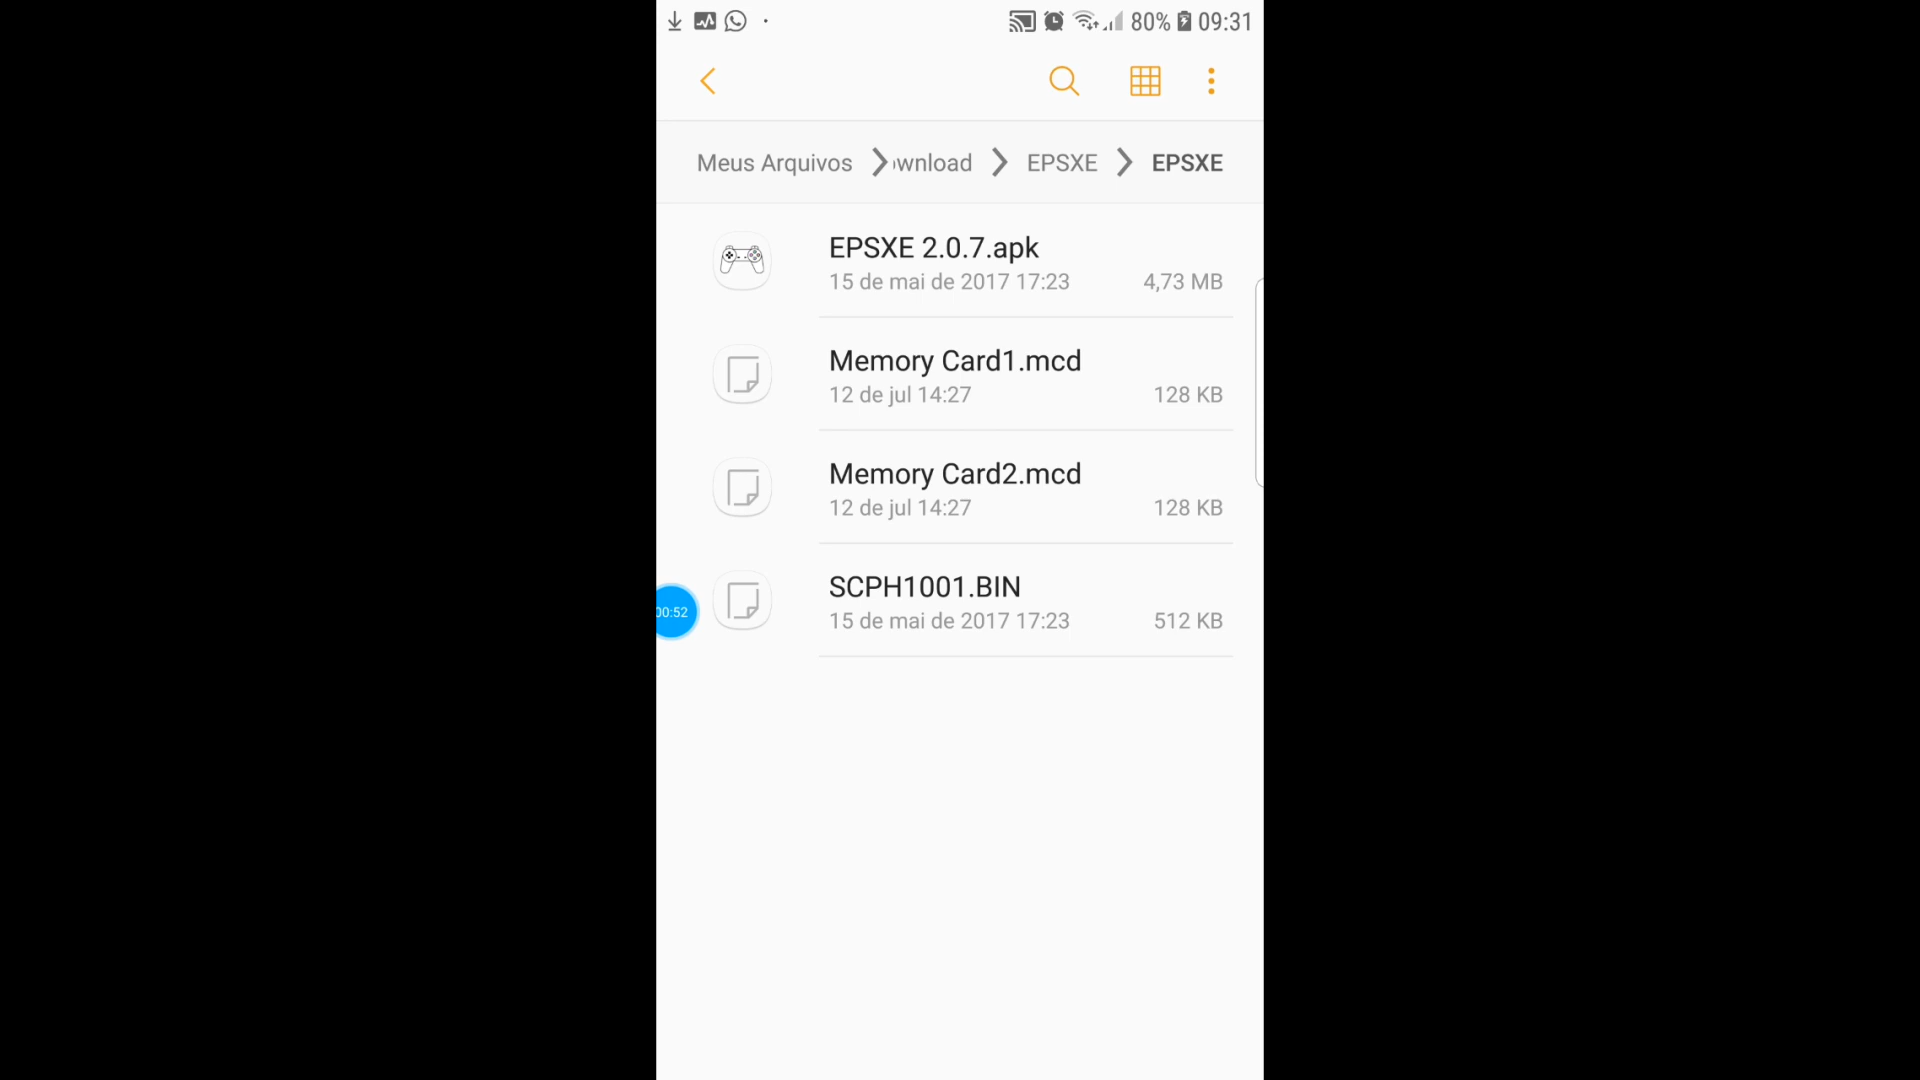 80% 09:31
Meus Arquivos wnload EPSXE EPSXE
EPSXE 2.0.7.apk
15 de mai de 2017 17:23 4,73 MB
Memory Card1.mcd
12 de jul 14:27 128 KB
Memory Card2.mcd
12 de jul 14:27 128 KB
SCPH1001.BIN
00:52
15 de mai de 2017 17:23 512 KB